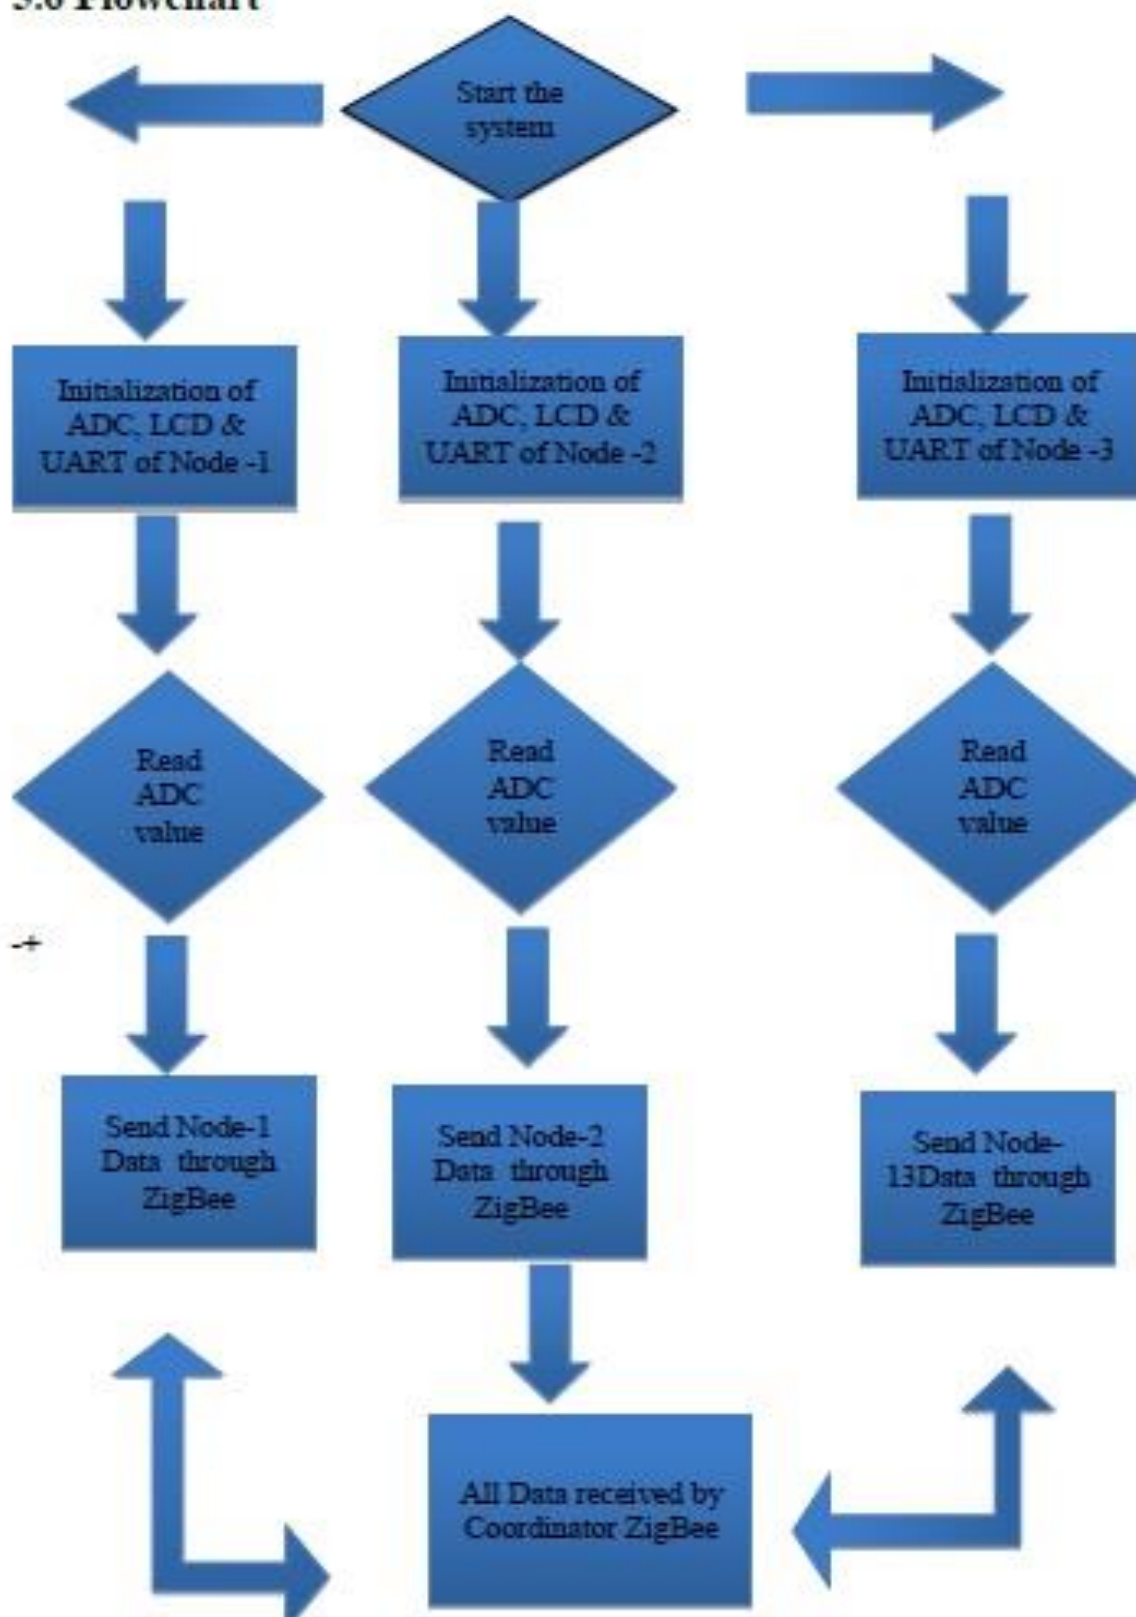 3.6 Flowchart
Start the
system
Initialization of
ADC, LCD &
UART of Node -1
Initialization of
ADC, LCD &
UART of Node -2
Initialization of
ADC, LCD &
UART of Node -3
Read
ADC
value
Read
ADC
value
Read
ADC
value
-+
Send Node-1
Data through
ZigBee
Send Node-2
Data through
ZigBee
Send Node-
13Data through
ZigBee
All Data received by
Coordinator ZigBee